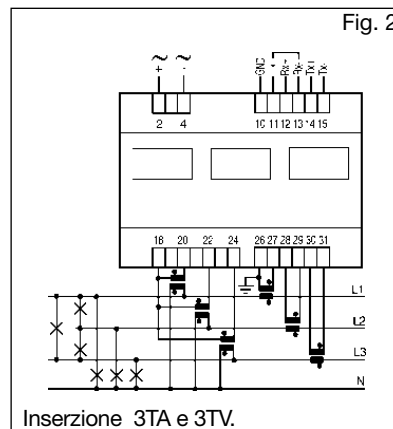 Fig. 2
~ ~
+ -
GND
Rx+
Rx-
Tx+
Tx-
2 4 10 11 12 13 14 15
18 20 22 24 26 27 28 29 30 31
L1
L2
L3
N
Inserzione 3TA e 3TV.